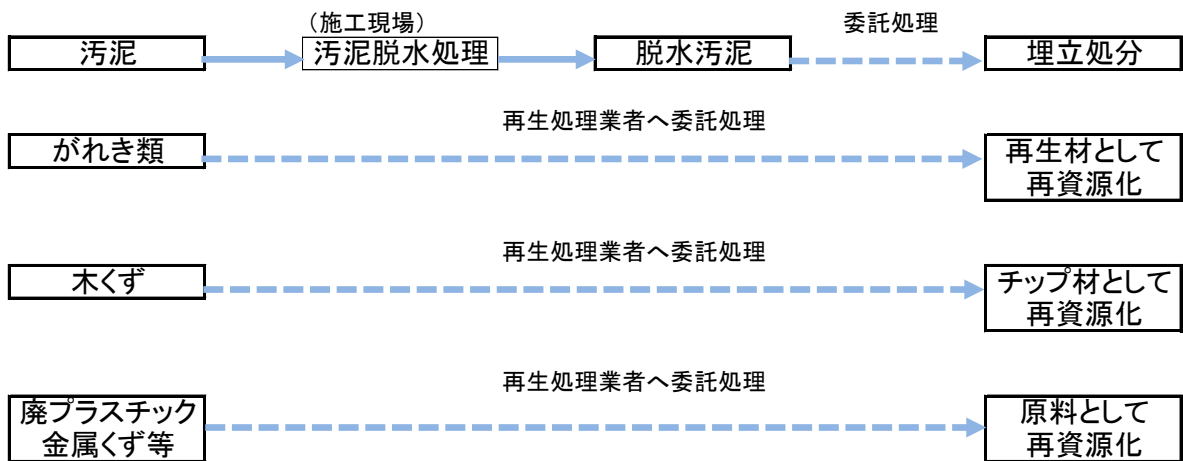 （施工現場）
委託処理
汚泥
汚泥脱水処理
脱水汚泥
埋立処分
再生処理業者へ委託処理
がれき類
再生材として
再資源化
再生処理業者へ委託処理
木くず
チップ材として
再資源化
再生処理業者へ委託処理
廃プラスチック
金属くず等
原料として
再資源化